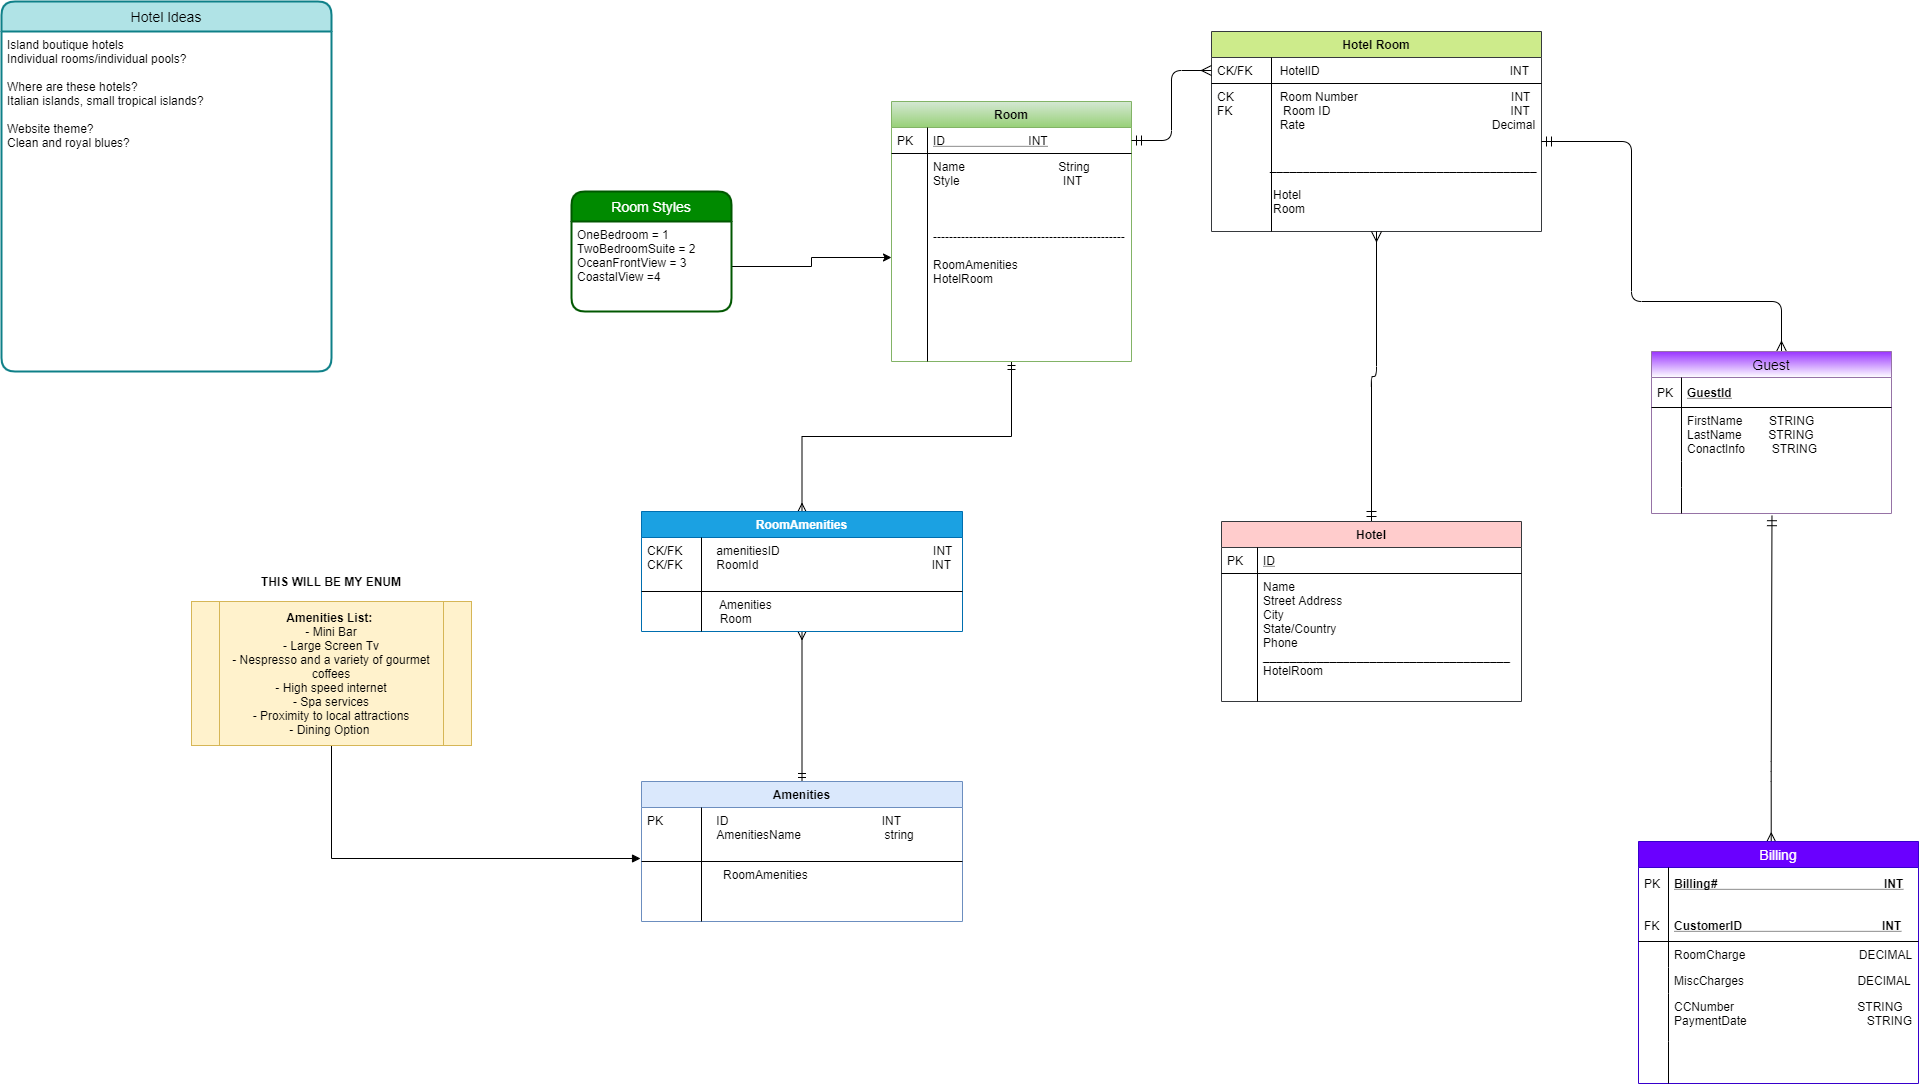 Hotel Ideas
Island boutique hotels
Individual rooms/individual pools?
Where are these hotels?
Italian islands, small tropical islands?
Website theme?
Clean and royal blues?
Room Styles
OneBedroom = 1
TwoBedroomSuite = 2
OceanFrontView = 3
CoastalView =4
Room
PK ID INT
Name String
Style INT
RoomAmenities
HotelRoom
Hotel Room
CK/FK HotelID INT
CK Room Number INT
FK Room ID INT
Rate Decimal
Hotel
Room
Guest
PK GuestId
FirstName STRING
LastName STRING
ConactInfo STRING
RoomAmenities
CK/FK amenitiesID INT
CK/FK RoomId INT
Amenities
Room
Hotel
PK ID
Name
Street Address
City
State/Country
Phone
HotelRoom
THIS WILL BE MY ENUM
Amenities List:
- Mini Bar
- Large Screen Tv
- Nespresso and a variety of gourmet
coffees
- High speed internet
- Spa services
- Proximity to local attractions
- Dining Option
Amenities
PK ID INT
AmenitiesName string
RoomAmenities
Billing
PK Billing# INT
FK CustomerID INT
RoomCharge DECIMAL
MiscCharges DECIMAL
CCNumber STRING
PaymentDate STRING